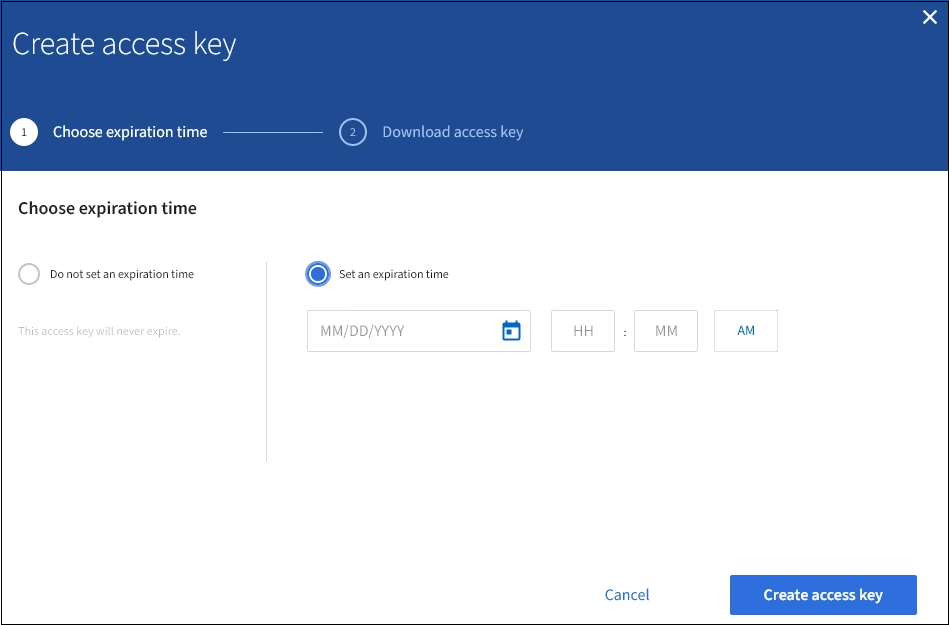 Create access key
1 Choose expiration time 2 Download access key
Choose expiration time
Do not set an expiration time
This access key will never expire.
Set an expiration time
MM/DD/YYYY HH : MM AM
Cancel Create access key